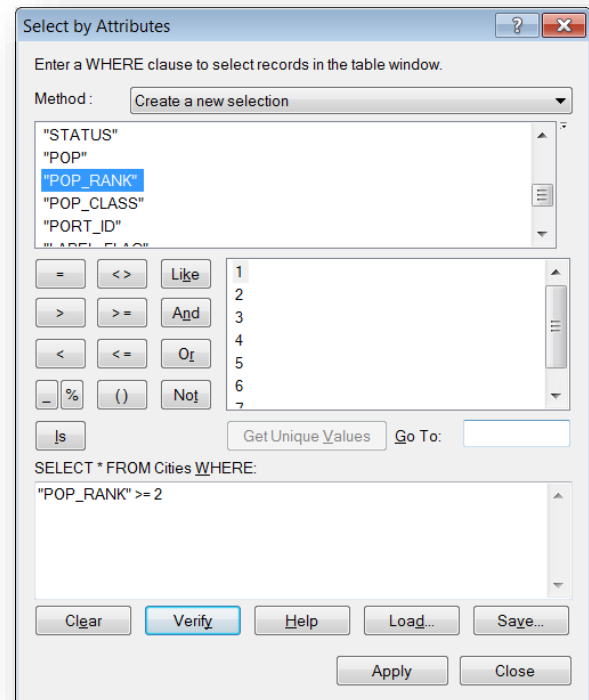 Select by Attributes
Enter a WHERE clause to select records in the table window.
Method : Create a new selection
"STATUS"
"POP"
"POP_RANK"
"POP_CLASS"
"PORT_ID"
"LABEL_FLAG"
= < > Like
> > = And
< < = Or
_ % ( ) Not
Is
1
2
3
4
5
6
7
Get Unique Values Go To:
SELECT * FROM Cities WHERE:
"POP_RANK" >= 2
Clear Verify Help Load... Save...
Apply Close